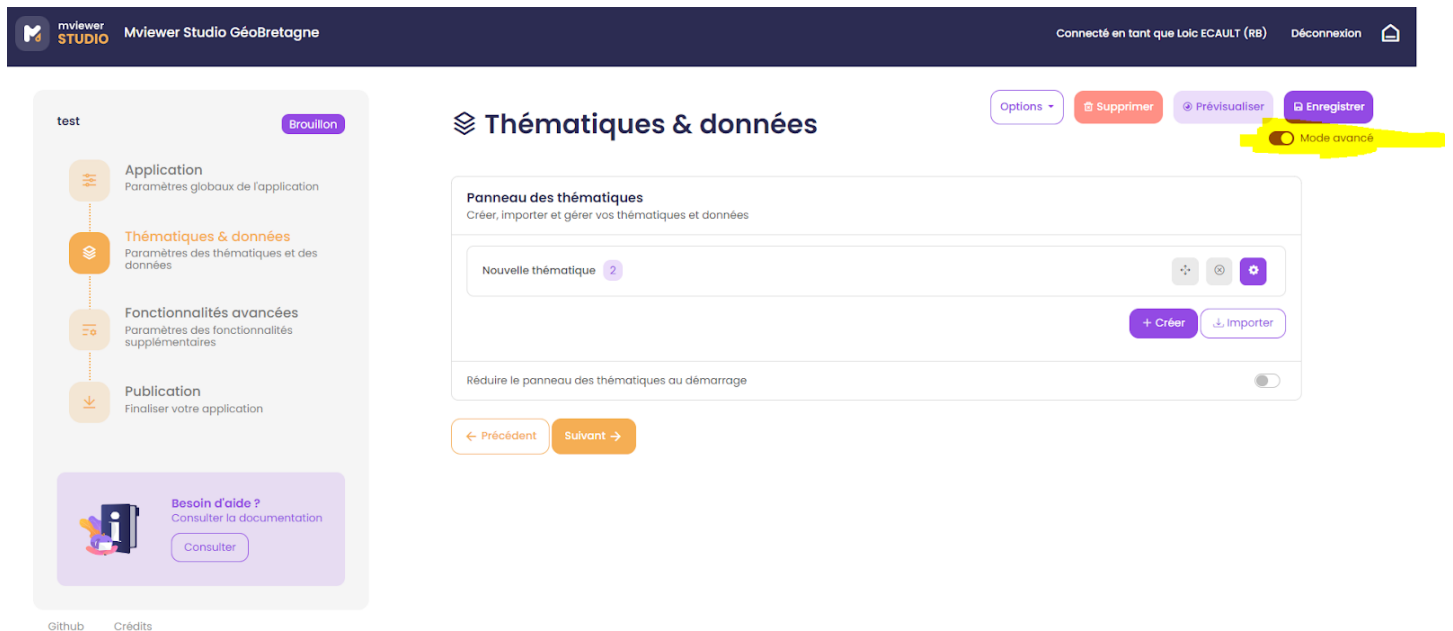 mviewer
STUDIO
Mviewer Studio GéoBretagne
Connecté en tant que Loic ECAULT (RB)
Déconnexion
test
Brouillon
Application
Paramètres globaux de l'application
Thématiques & données
Paramètres des thématiques et des
données
Fonctionnalités avancées
Paramètres des fonctionnalités
supplémentaires
Publication
Finaliser votre application
Besoin d'aide ?
Consulter la documentation
Consulter
Github
Crédits
Thématiques & données
Options
Supprimer
Prévisualiser
Enregistrer
Mode avancé
Panneau des thématiques
Créer, importer et gérer vos thématiques et données
Nouvelle thématique 2
+ Créer
Importer
Réduire le panneau des thématiques au démarrage
← Précédent
Suivant →